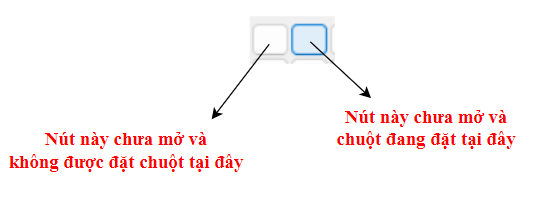 Nút này chưa mở và
không được đặt chuột tại đây
Nút này chưa mở và
chuột đang đặt tại đây